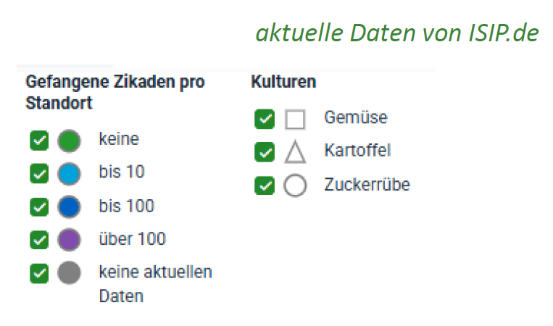 aktuelle Daten von ISIP.de
Gefangene Zikaden pro
Standort
keine
bis 10
bis 100
über 100
keine aktuellen
Daten
Kulturen
Gemüse
Kartoffel
Zuckerrübe